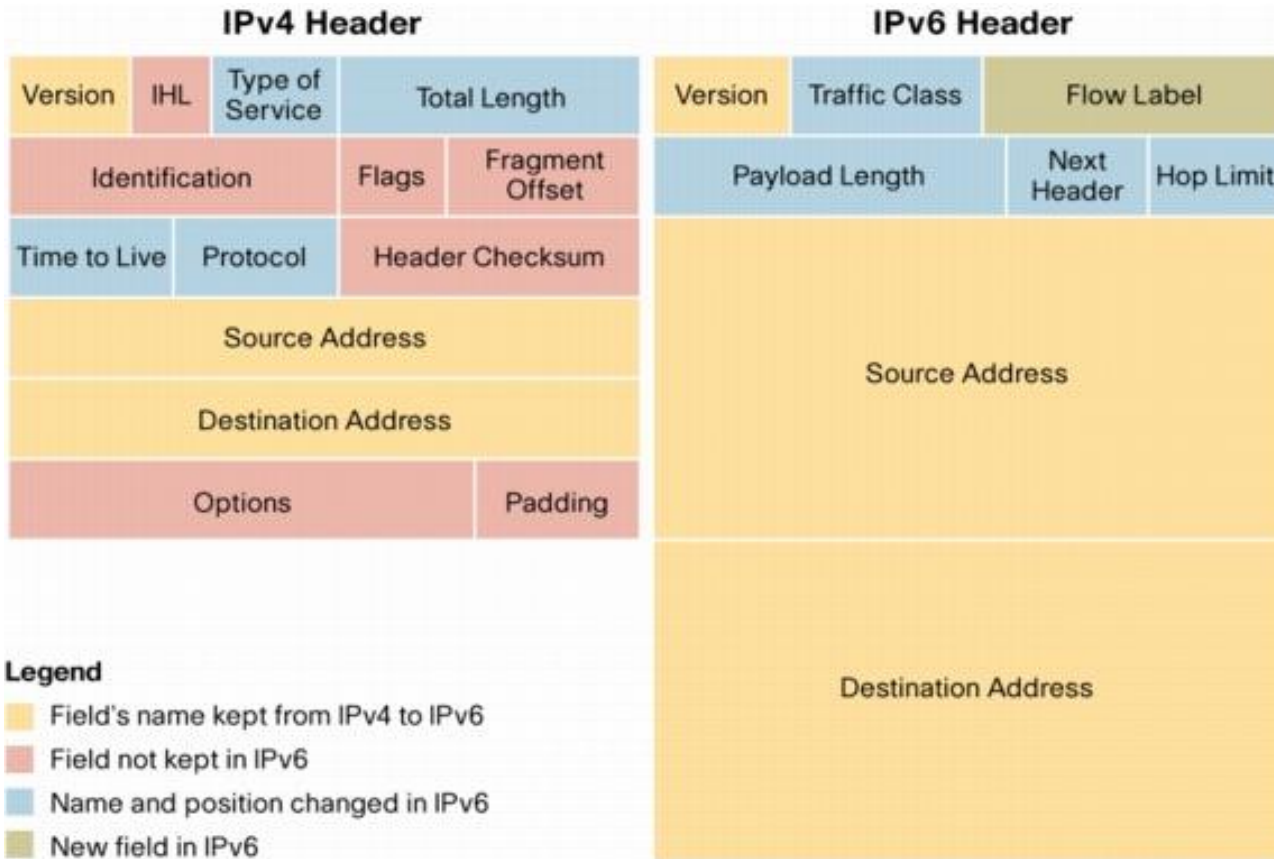 IPv4 Header
Version IHL Type of Service Total Length
Identification Flags Fragment Offset
Time to Live Protocol Header Checksum
Source Address
Destination Address
Options Padding
IPv6 Header
Version Traffic Class Flow Label
Payload Length Next Header Hop Limit
Source Address
Destination Address
Legend
Field's name kept from IPv4 to IPv6
Field not kept in IPv6
Name and position changed in IPv6
New field in IPv6